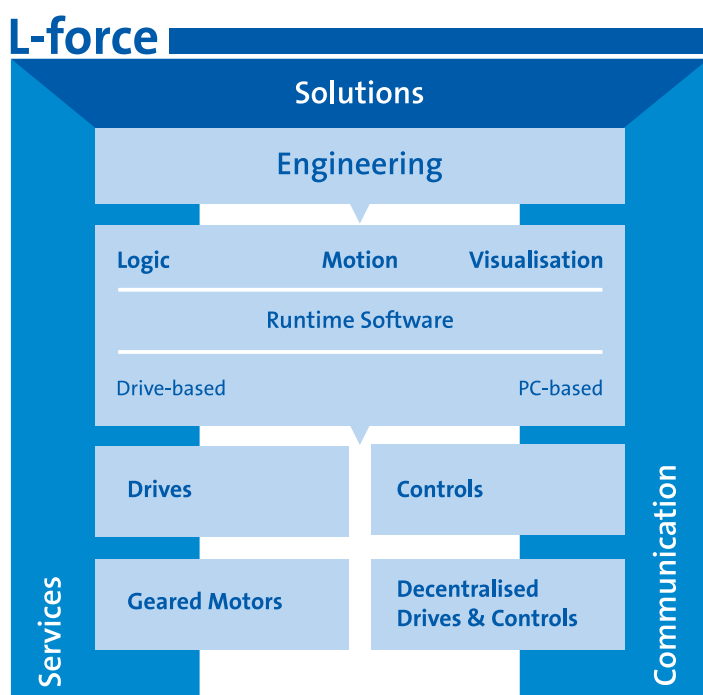 L-force
Solutions
Engineering
Logic Motion Visualisation
Runtime Software
Drive-based PC-based
Drives
Controls
Geared Motors
Decentralised
Drives & Controls
Services
Communication